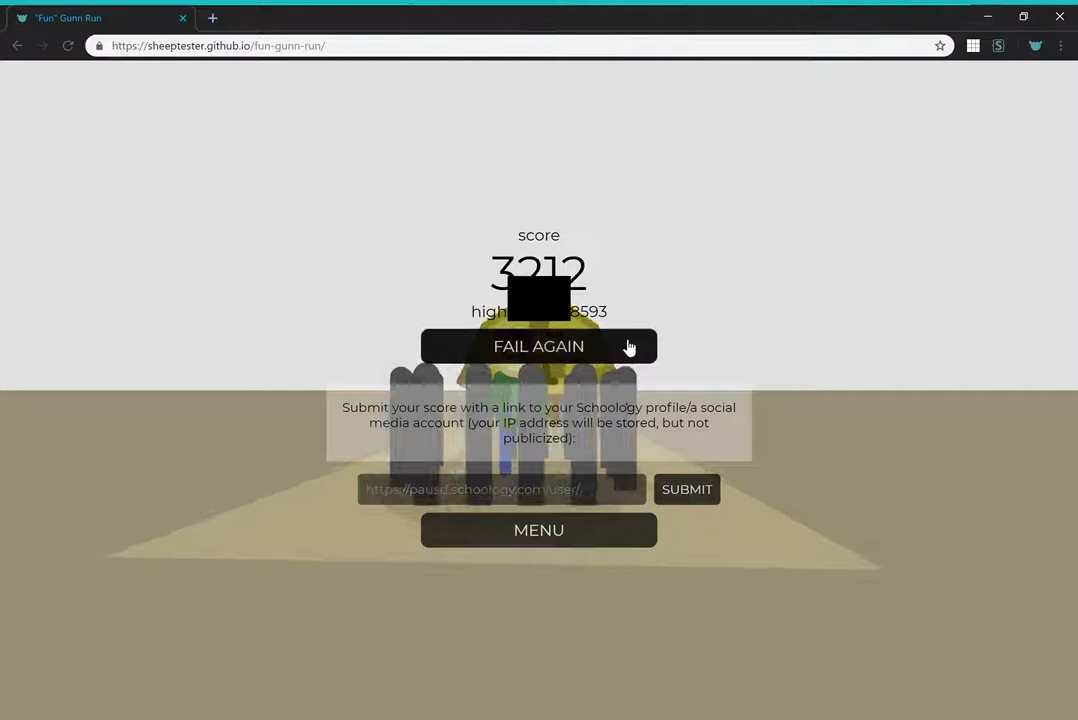 "Fun" Gunn Run
https://sheeptester.github.io/fun-gunn-run/
score
3212
high 8593
FAIL AGAIN
Submit your score with a link to your Schoology profile/a social
media account (your IP address will be stored, but not
publicized):
https://pausd.schoology.com/user/
SUBMIT
MENU